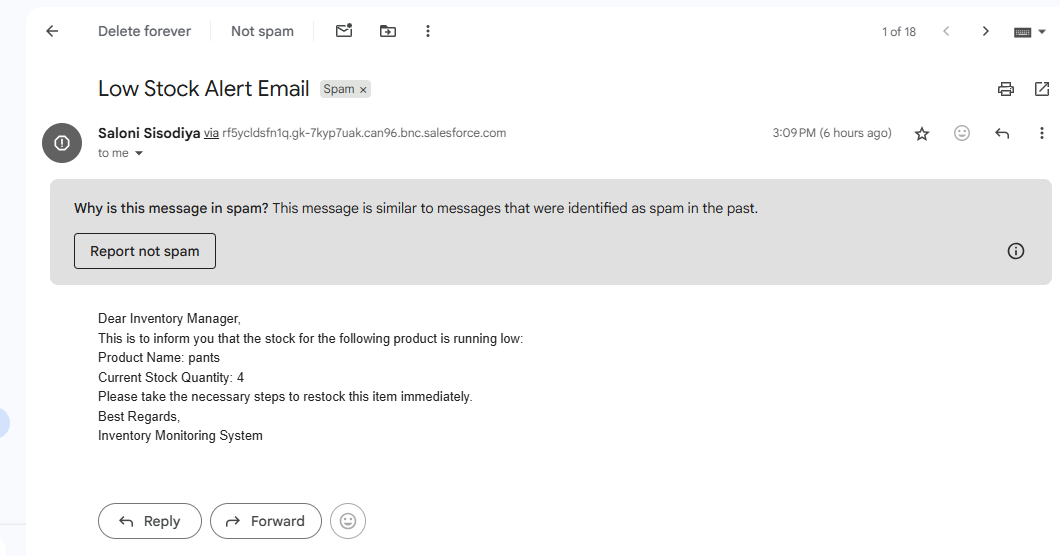 Delete forever
Not spam
1 of 18
Low Stock Alert Email
Spam x
Saloni Sisodiya via rf5ycldsfn1q.gk-7kyp7uak.can96.bnc.salesforce.com
3:09 PM (6 hours ago)
to me
Why is this message in spam? This message is similar to messages that were identified as spam in the past.
Report not spam
Dear Inventory Manager,
This is to inform you that the stock for the following product is running low:
Product Name: pants
Current Stock Quantity: 4
Please take the necessary steps to restock this item immediately.
Best Regards,
Inventory Monitoring System
Reply
Forward